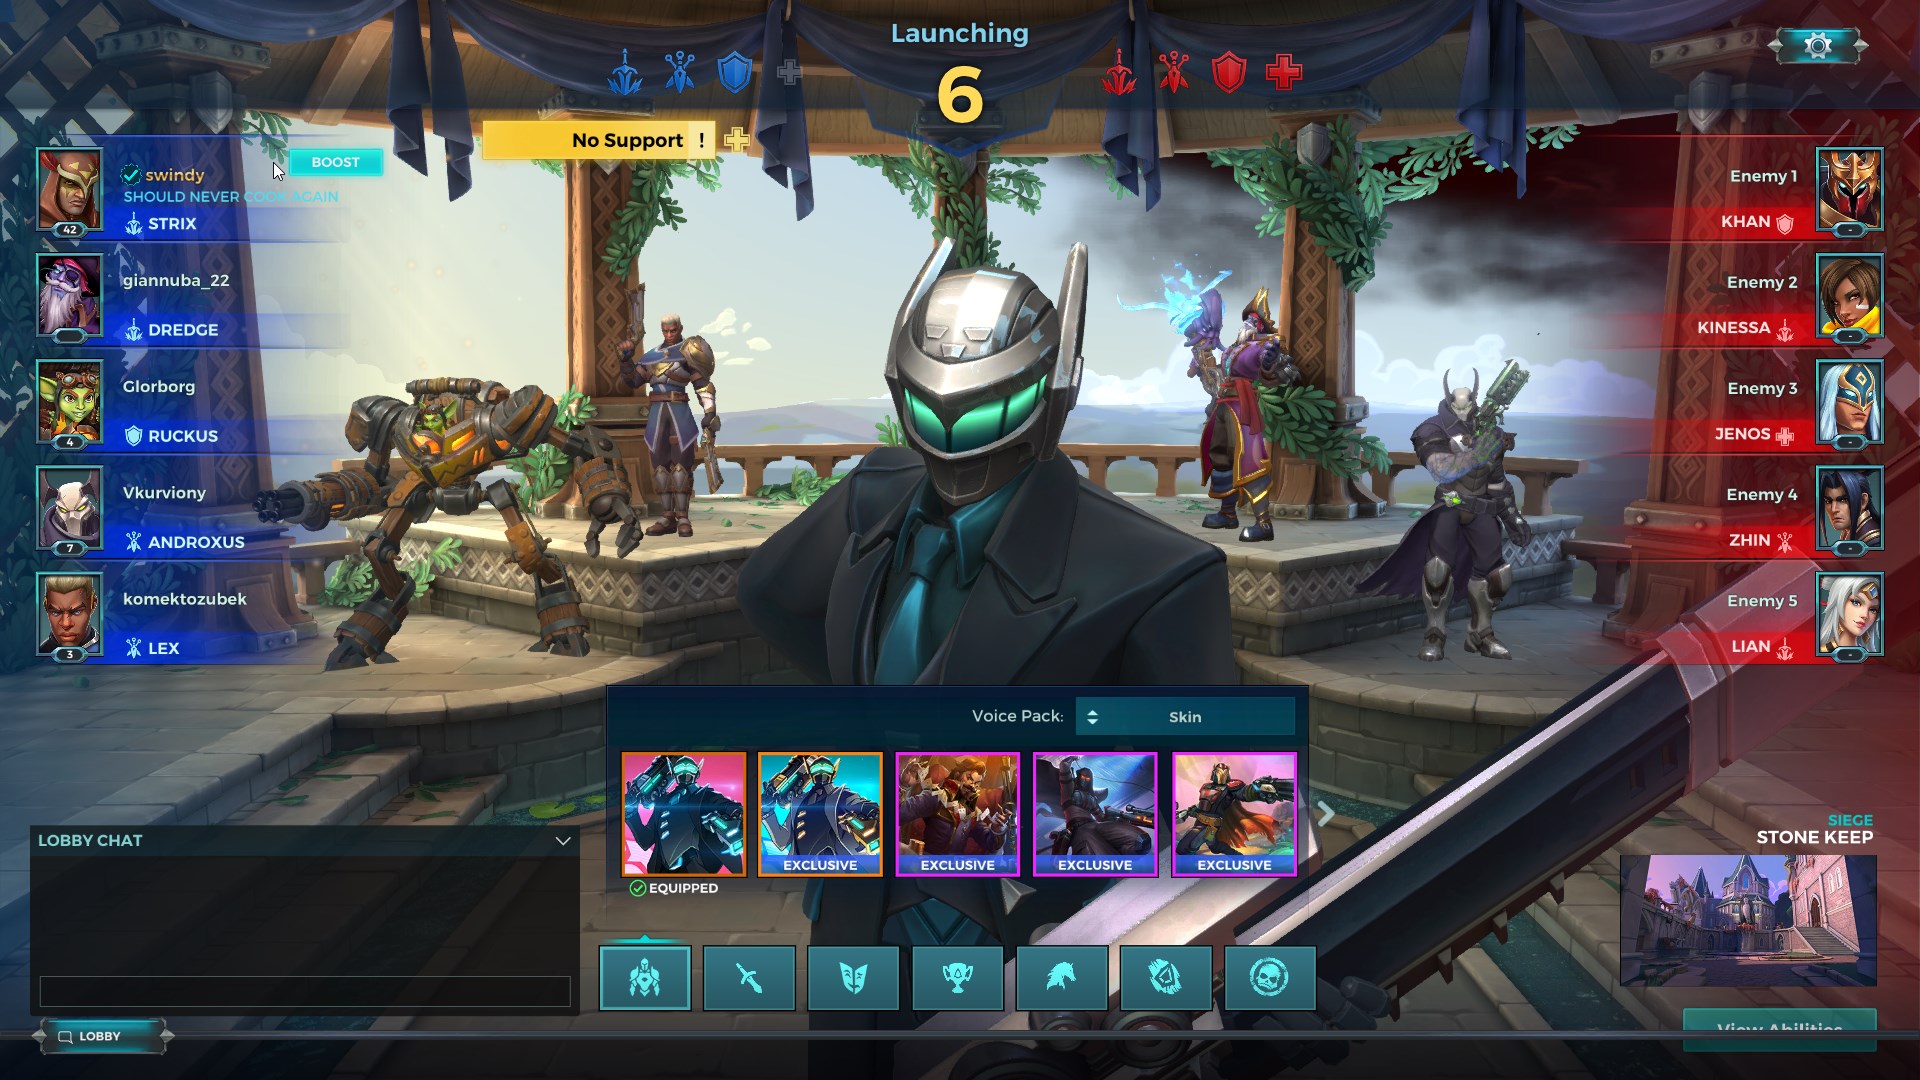 Launching
6
No Support !
BOOST
swindy
SHOULD NEVER COOK AGAIN
42
STRIX
giannuba_22
DREDGE
Glorborg
4
RUCKUS
Vkurviony
7
ANDROXUS
komektozubek
3
LEX
Enemy 1
KHAN
-
Enemy 2
KINESSA
-
Enemy 3
JENOS
-
Enemy 4
ZHIN
-
Enemy 5
LIAN
-
Voice Pack: Skin
EXCLUSIVE
EXCLUSIVE
EXCLUSIVE
EXCLUSIVE
EQUIPPED
LOBBY CHAT
LOBBY
SIEGE
STONE KEEP
View Abilities